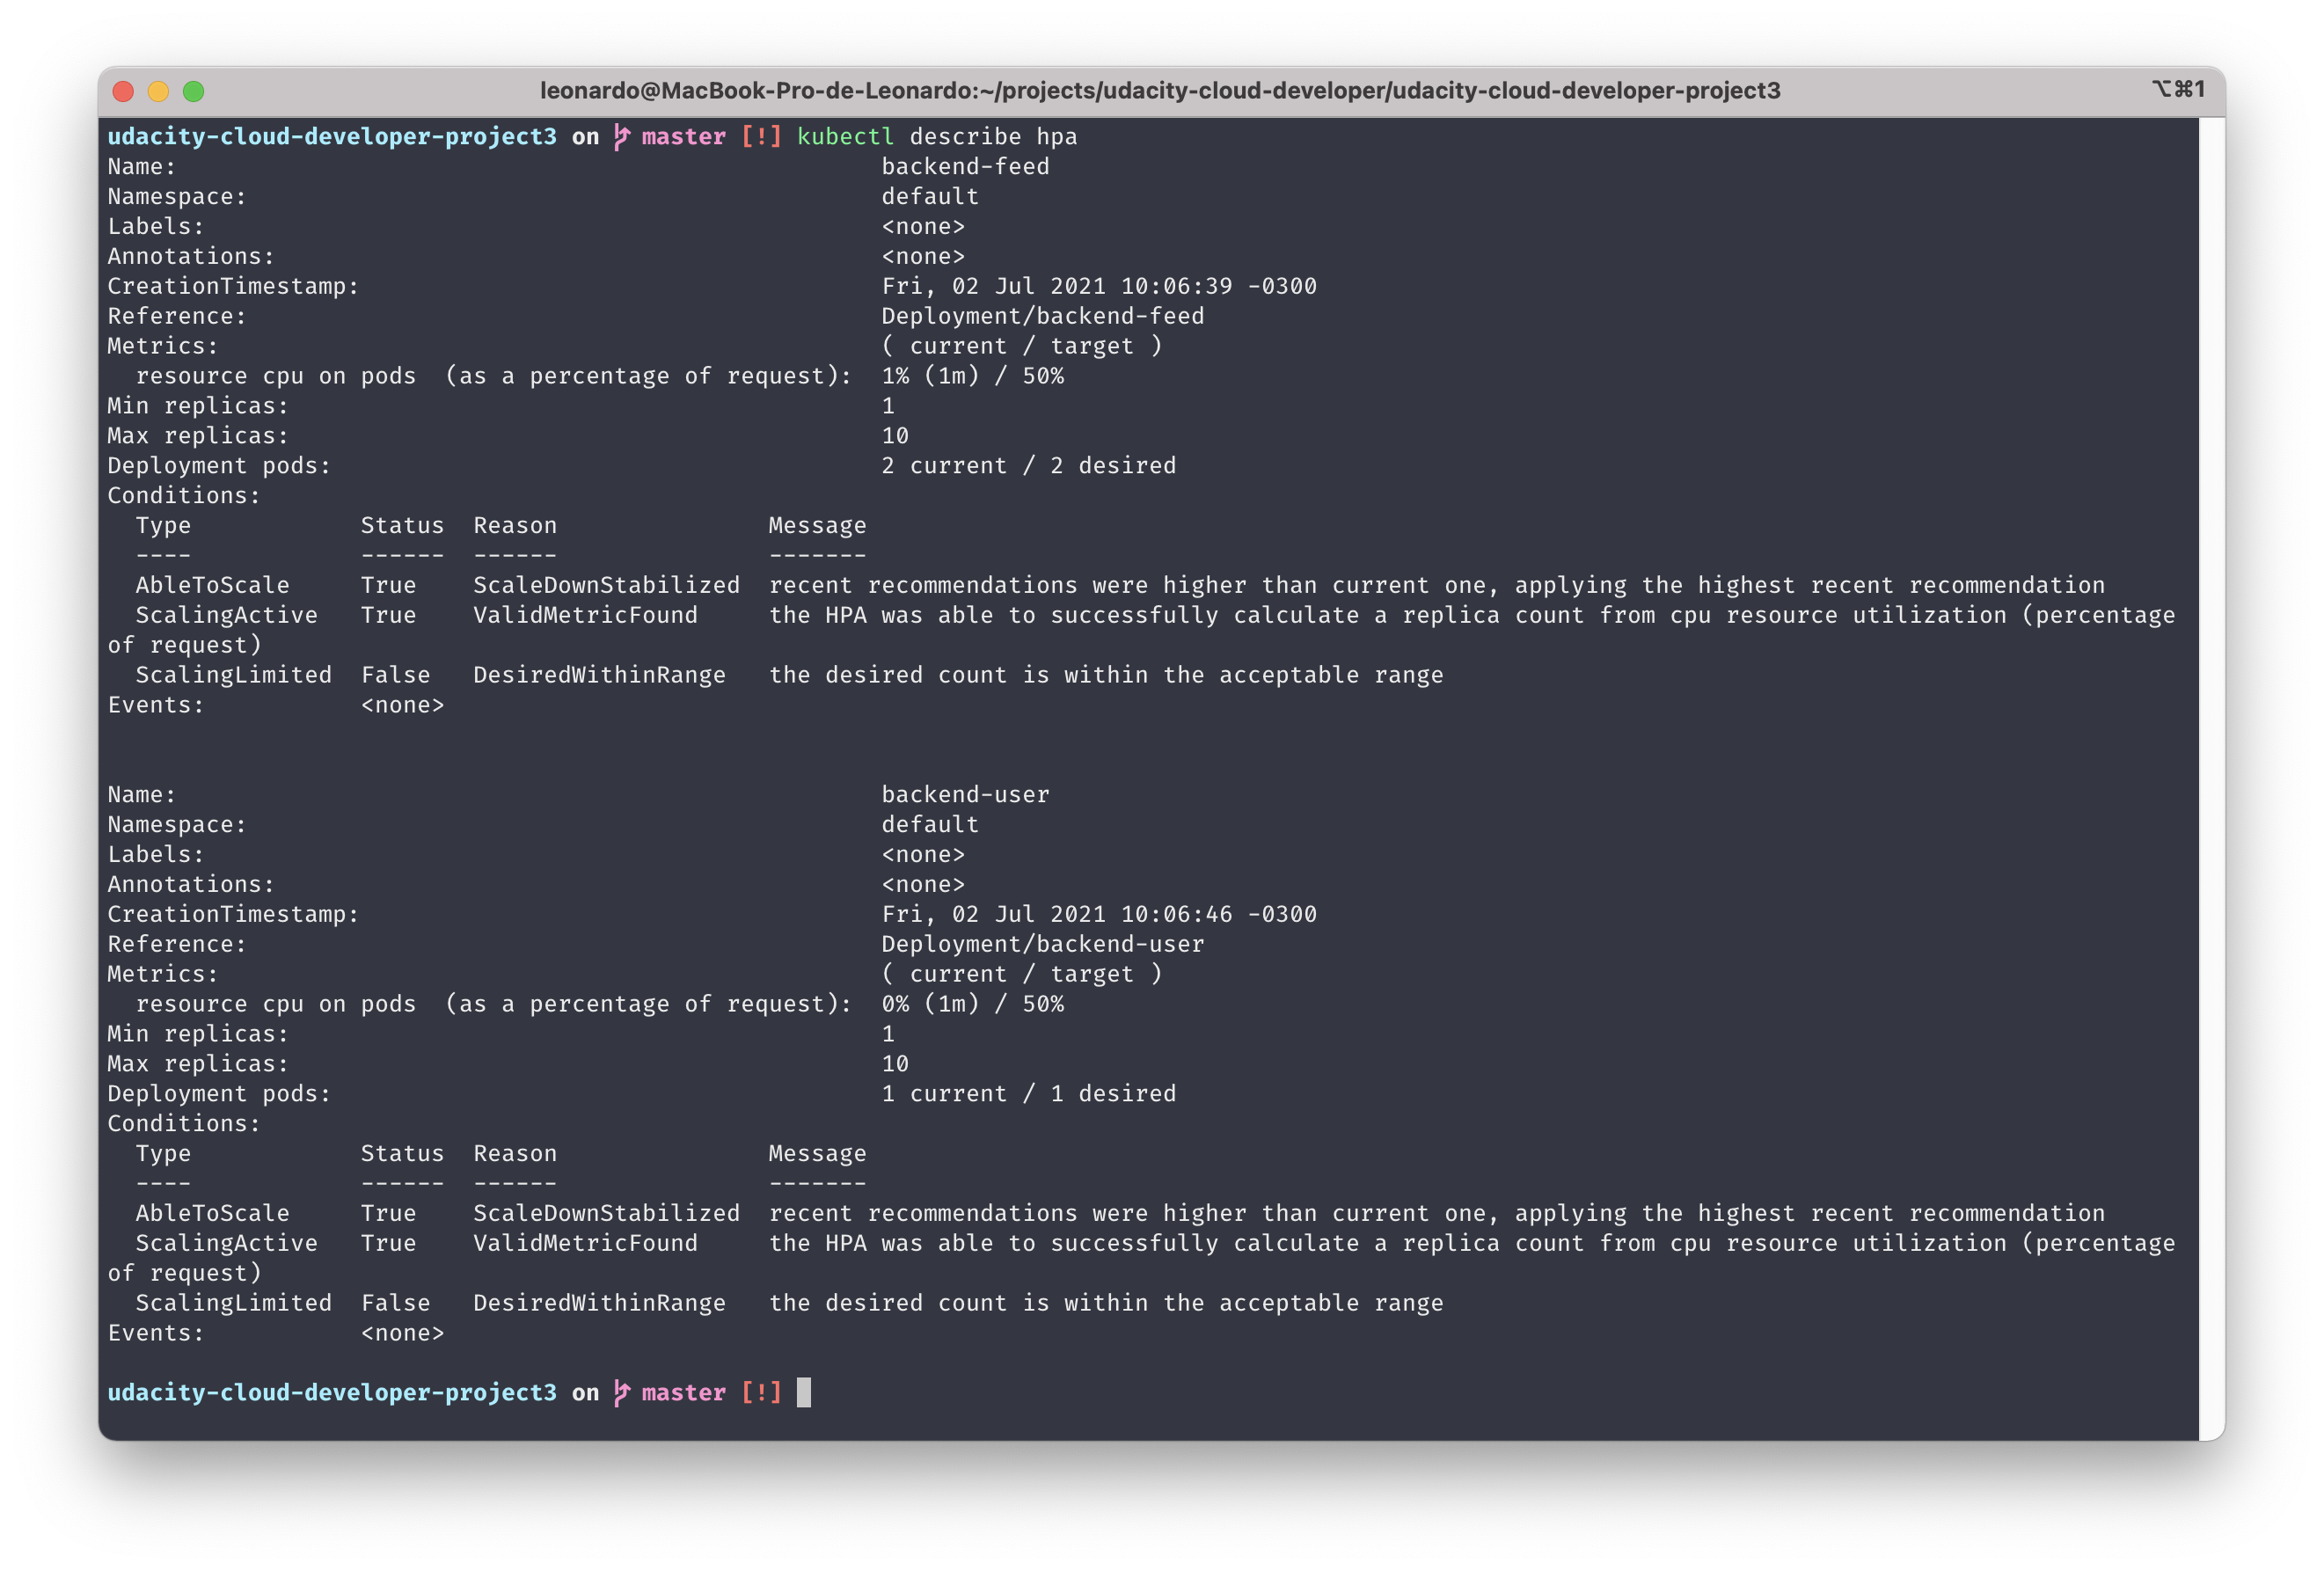 leonardo@MacBook-Pro-de-Leonardo:~/projects/udacity-cloud-developer/udacity-cloud-developer-project3 ⌥⌘1
udacity-cloud-developer-project3 on master [!] kubectl describe hpa
Name: backend-feed
Namespace: default
Labels: <none>
Annotations: <none>
CreationTimestamp: Fri, 02 Jul 2021 10:06:39 -0300
Reference: Deployment/backend-feed
Metrics: ( current / target )
resource cpu on pods (as a percentage of request): 1% (1m) / 50%
Min replicas: 1
Max replicas: 10
Deployment pods: 2 current / 2 desired
Conditions:
Type Status Reason Message
---- ------ ------ -------
AbleToScale True ScaleDownStabilized recent recommendations were higher than current one, applying the highest recent recommendation
ScalingActive True ValidMetricFound the HPA was able to successfully calculate a replica count from cpu resource utilization (percentage
of request)
ScalingLimited False DesiredWithinRange the desired count is within the acceptable range
Events: <none>
Name: backend-user
Namespace: default
Labels: <none>
Annotations: <none>
CreationTimestamp: Fri, 02 Jul 2021 10:06:46 -0300
Reference: Deployment/backend-user
Metrics: ( current / target )
resource cpu on pods (as a percentage of request): 0% (1m) / 50%
Min replicas: 1
Max replicas: 10
Deployment pods: 1 current / 1 desired
Conditions:
Type Status Reason Message
---- ------ ------ -------
AbleToScale True ScaleDownStabilized recent recommendations were higher than current one, applying the highest recent recommendation
ScalingActive True ValidMetricFound the HPA was able to successfully calculate a replica count from cpu resource utilization (percentage
of request)
ScalingLimited False DesiredWithinRange the desired count is within the acceptable range
Events: <none>
udacity-cloud-developer-project3 on master [!]